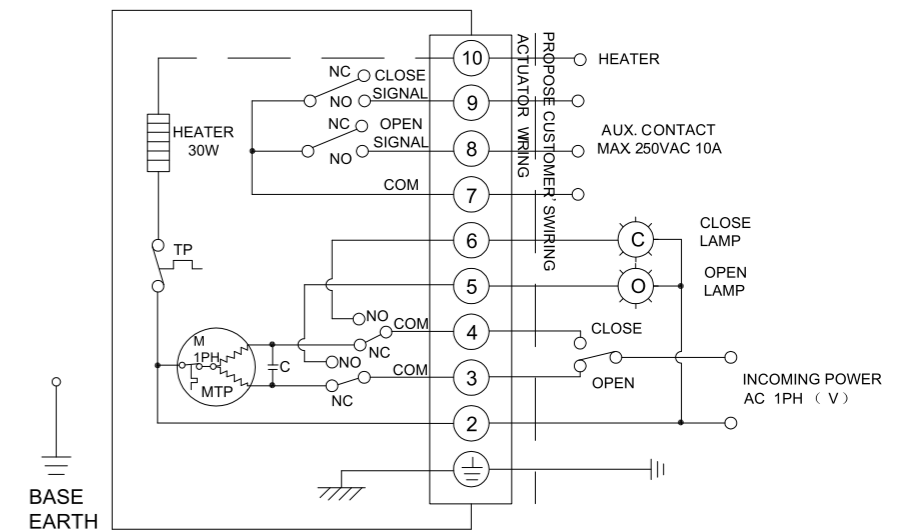 10
HEATER
NC
CLOSE
SIGNAL
NO
9
NC
OPEN
SIGNAL
NO
8
AUX. CONTACT
MAX 250VAC 10A
HEATER
30W
COM
7
ACTUATOR WIRING
PROPOSE CUSTOMER' SWIRING
6
C
CLOSE
LAMP
TP
5
O
OPEN
LAMP
NO
COM
4
CLOSE
NC
M
1PH
MTP
C
NO
COM
3
OPEN
NC
INCOMING POWER
AC 1PH ( V )
2
BASE
EARTH